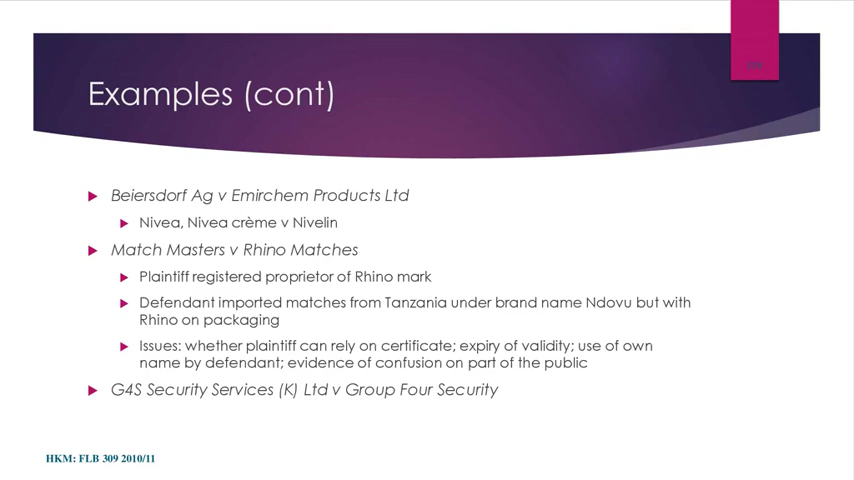 Examples (cont)
Beiersdorf Ag v Emirchem Products Ltd
Nivea, Nivea crème v Nivelin
Match Masters v Rhino Matches
Plaintiff registered proprietor of Rhino mark
Defendant imported matches from Tanzania under brand name Ndovu but with
Rhino on packaging
Issues: whether plaintiff can rely on certificate; expiry of validity; use of own
name by defendant; evidence of confusion on part of the public
G4S Security Services (K) Ltd v Group Four Security
HKM: FLB 309 2010/11